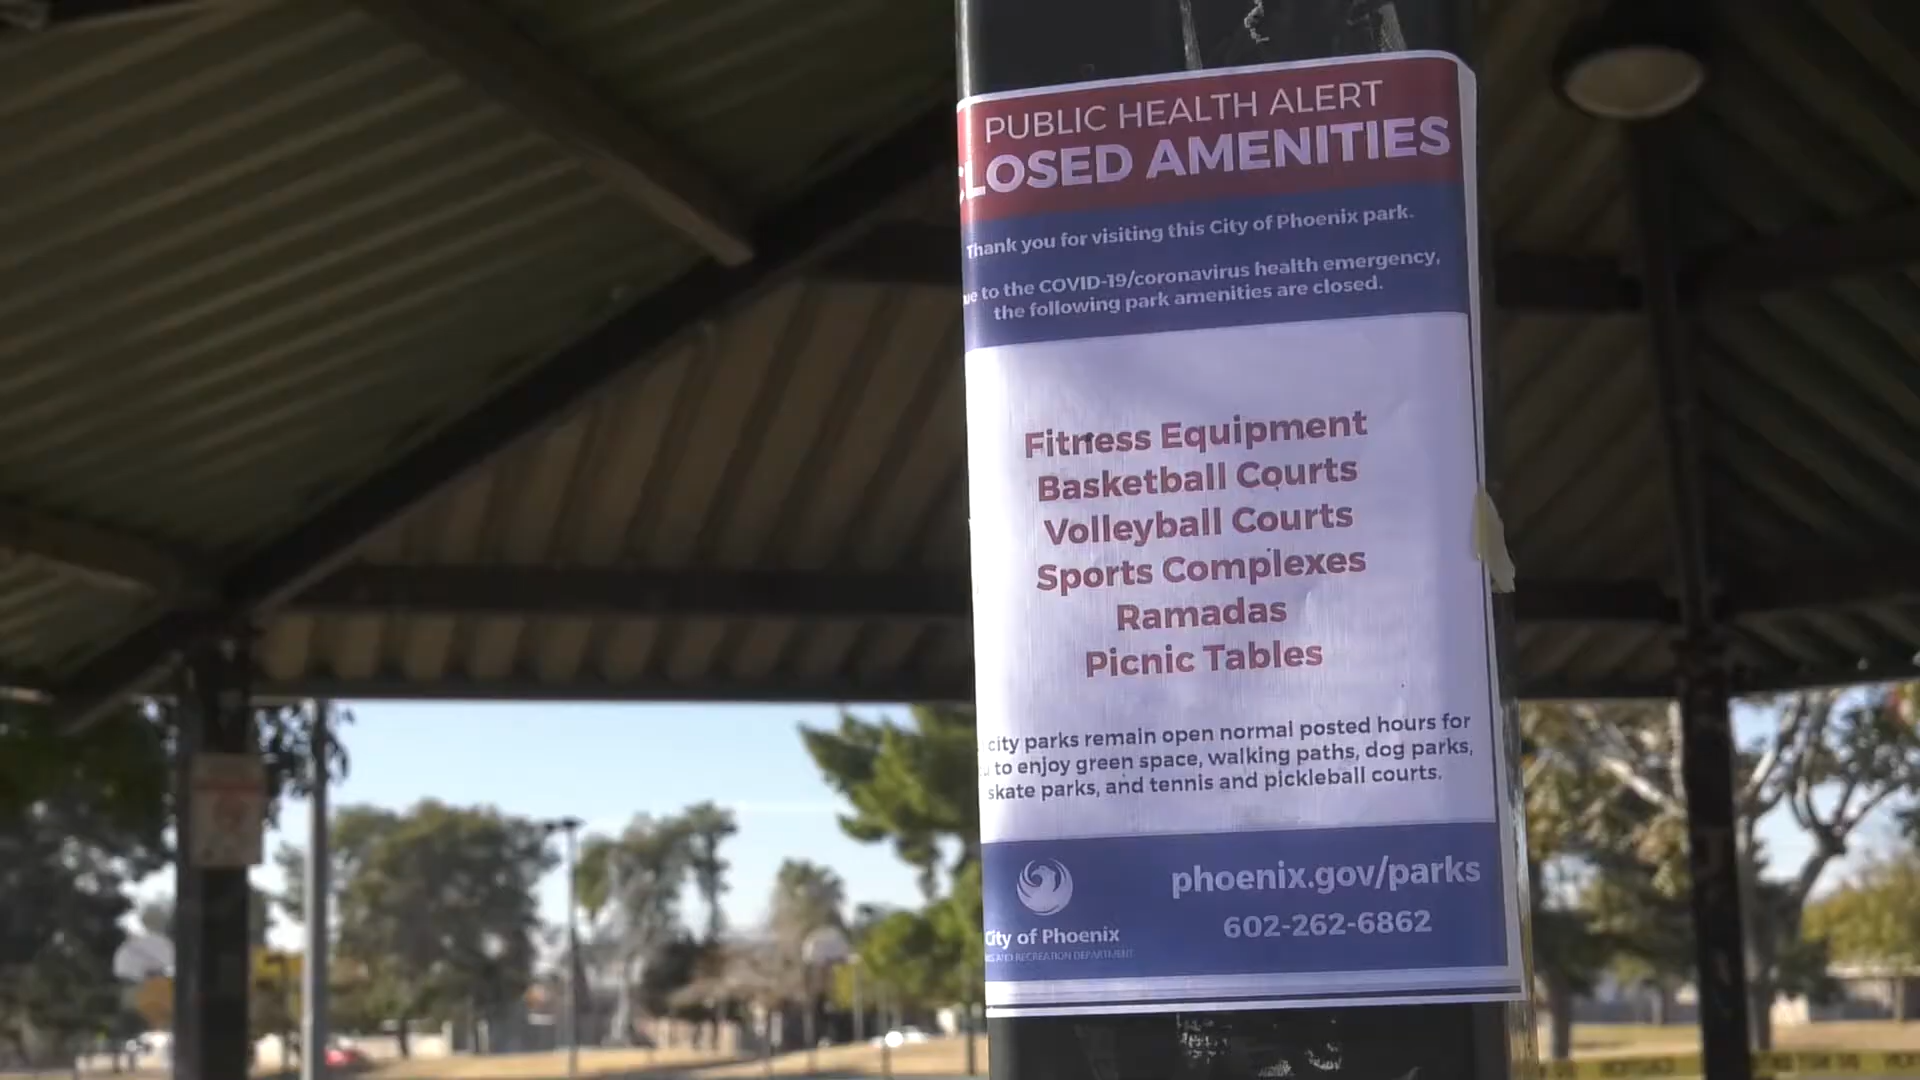 PUBLIC HEALTH ALERT
CLOSED AMENITIES
Thank you for visiting this City of Phoenix park.
ue to the COVID-19/coronavirus health emergency,
the following park amenities are closed.
Fitness Equipment
Basketball Courts
Volleyball Courts
Sports Complexes
Ramadas
Picnic Tables
city parks remain open normal posted hours for
to enjoy green space, walking paths, dog parks,
skate parks, and tennis and pickleball courts.
phoenix.gov/parks
602-262-6862
City of Phoenix
AND RECREATION DEPARTMENT